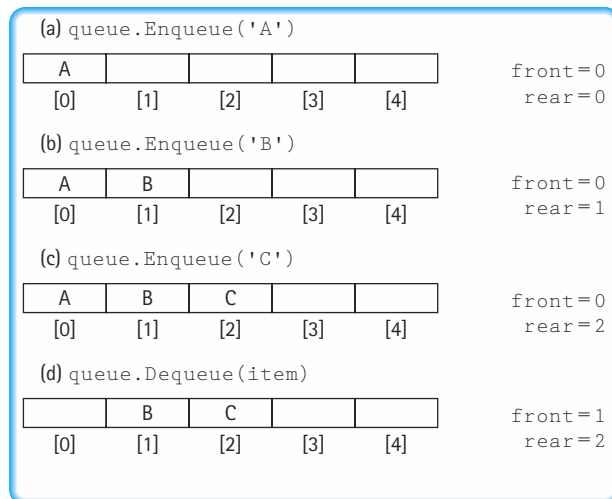 (a) queue.Enqueue('A')
A
[0] [1] [2] [3] [4]
front=0
rear=0
(b) queue.Enqueue('B')
A B
[0] [1] [2] [3] [4]
front=0
rear=1
(c) queue.Enqueue('C')
A B C
[0] [1] [2] [3] [4]
front=0
rear=2
(d) queue.Dequeue(item)
B C
[0] [1] [2] [3] [4]
front=1
rear=2